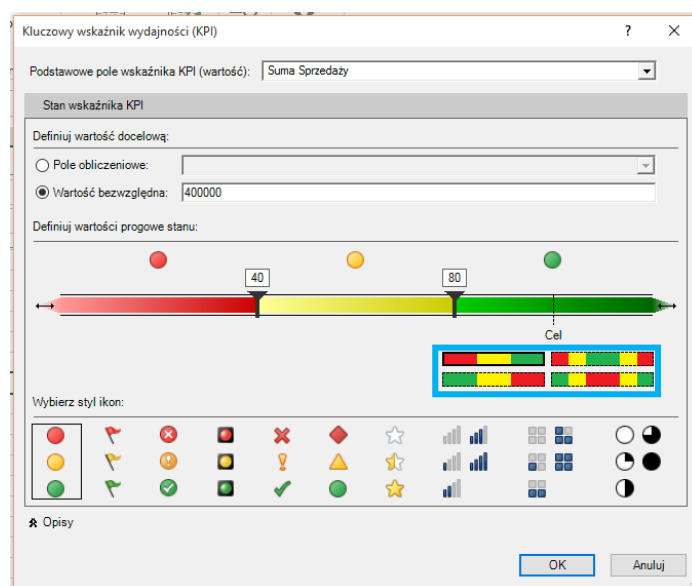 Kluczowy wskaźnik wydajności (KPI)
Podstawowe pole wskaźnika KPI (wartość): Suma Sprzedaży
Stan wskaźnika KPI
Definiuj wartość docelową:
Pole obliczeniowe:
Wartość bezwzględna: 400000
Definiuj wartości progowe stanu:
40 80
Cel
Wybierz styl ikon:
Opisy
OK Anuluj